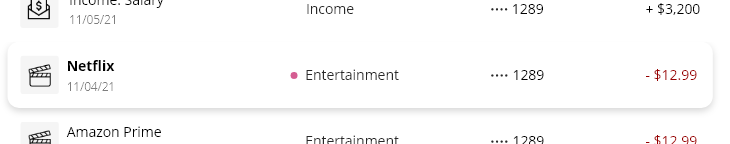 Income: Salary
11/05/21
Income
•••• 1289
+ $3,200
Netflix
11/04/21
Entertainment
•••• 1289
- $12.99
Amazon Prime
Entertainment
•••• 1289
- $12.99